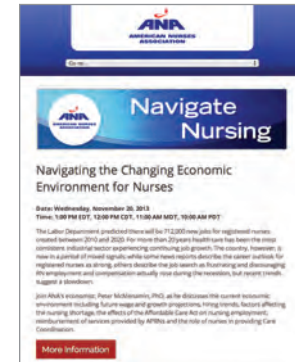 ANA
AMERICAN NURSES
ASSOCIATION
Go to...
ANA
AMERICAN NURSES
ASSOCIATION
Navigate
Nursing
Navigating the Changing Economic
Environment for Nurses
Date: Wednesday, November 20, 2013
Time: 1:00 PM EDT, 12:00 PM CDT, 11:00 AM MDT, 10:00 AM PDT
The Labor Department predicted there will be 712,000 new jobs for registered nurses
created between 2010 and 2020. For more than 20 years healthcare has been the most
consistent industrial sector experiencing continuing job growth. The country, however, is
now in a period of mixed signals: while some news reports describe the career outlook for
registered nurses as strong, others describe the job search as frustrating and discouraging.
RN employment and compensation actually rose during the recession, but recent trends
suggest a slowdown.
Join ANA's economist, Peter McMenamin, PhD, as he discusses the current economic
environment including future wage and growth projections, hiring trends, factors affecting
the nursing shortage, the effects of the Affordable Care Act on nursing employment,
reimbursement of services provided by APRNs and the role of nurses in providing Care
Coordination.
More Information